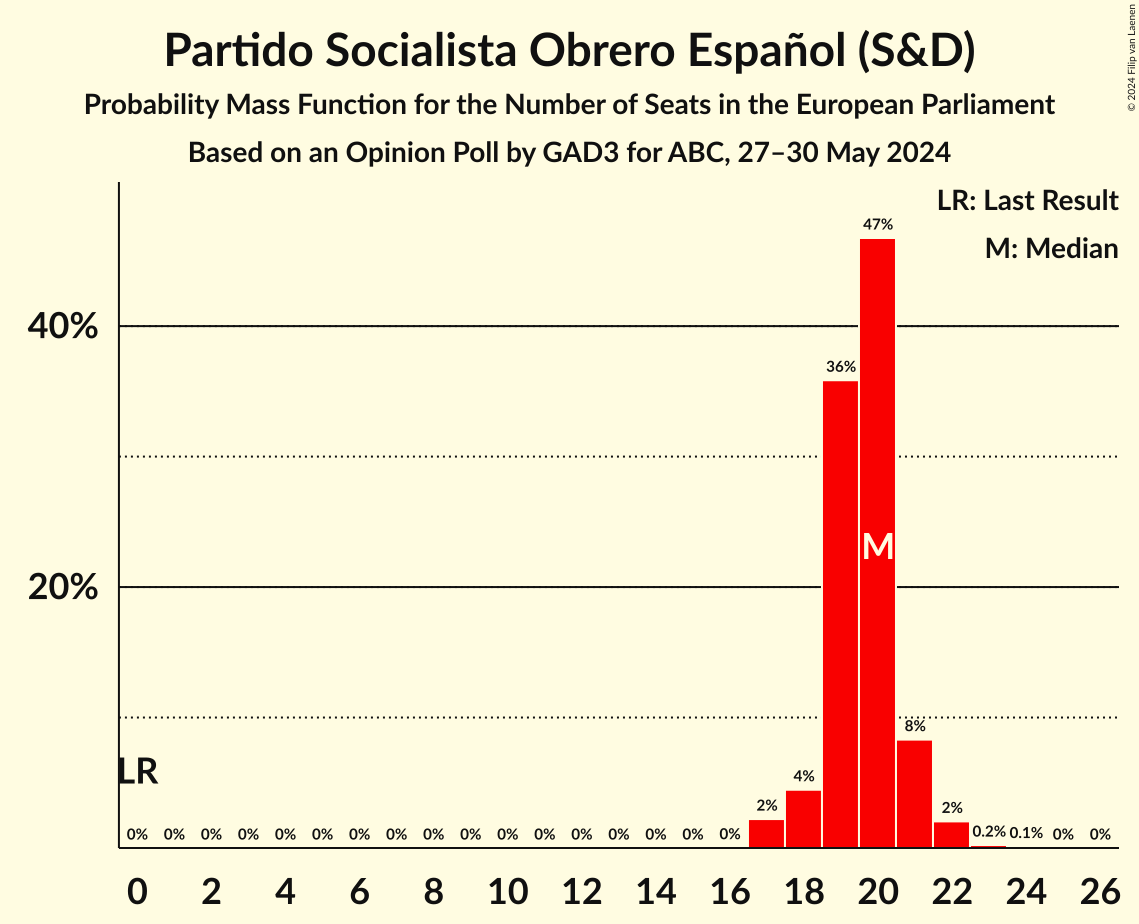 Partido Socialista Obrero Español (S&D)
Probability Mass Function for the Number of Seats in the European Parliament
Based on an Opinion Poll by GAD3 for ABC, 27–30 May 2024
© 2024 Filip van Laenen
LR: Last Result
M: Median
47%
40%
36%
M
20%
8%
LR
4%
2% 2%
0% 0% 0% 0% 0% 0% 0% 0% 0% 0% 0% 0% 0% 0% 0% 0% 0% 0.2% 0.1% 0% 0%
0 2 4 6 8 10 12 14 16 18 20 22 24 26